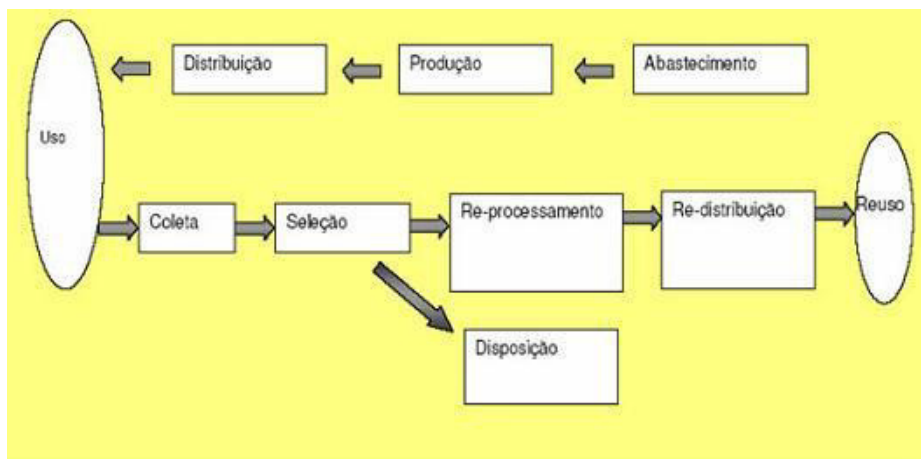 Distribuição
Produção
Abastecimento
Uso
Coleta
Seleção
Re-processamento
Re-distribuição
Reuso
Disposição